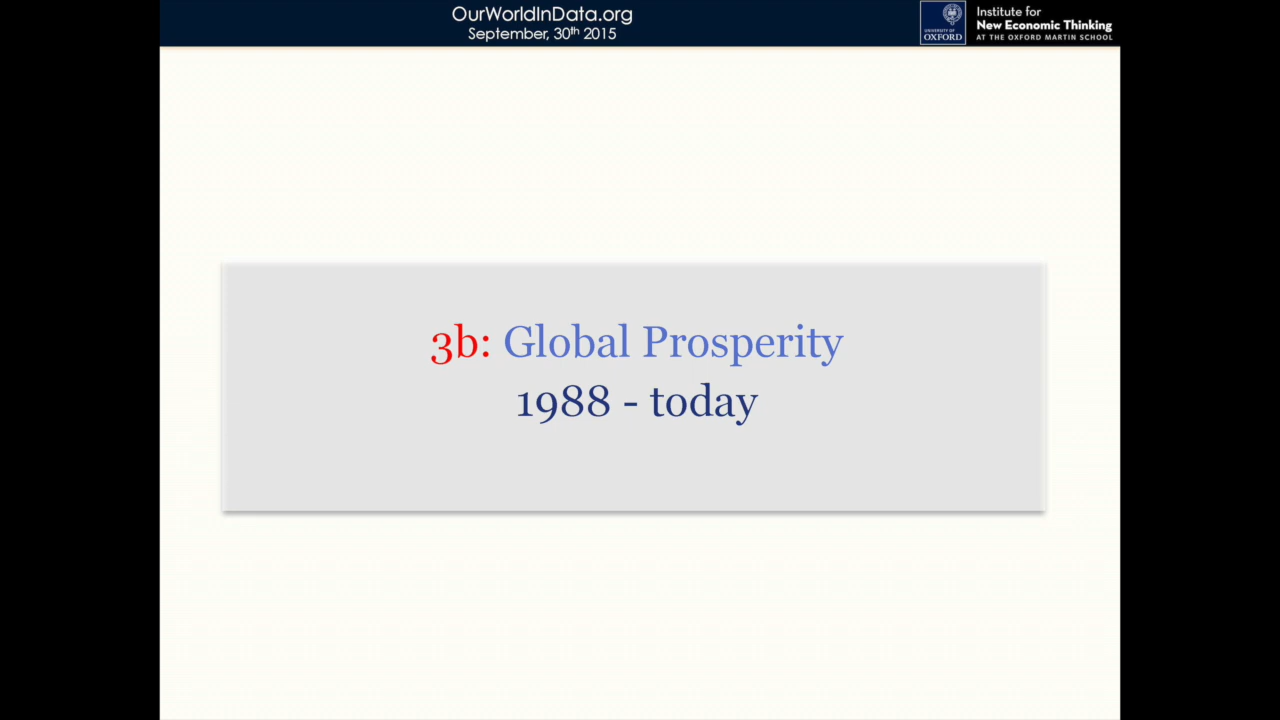 OurWorldInData.org
September, 30th 2015
UNIVERSITY OF
OXFORD
Institute for
New Economic Thinking
AT THE OXFORD MARTIN SCHOOL
3b: Global Prosperity
1988 - today